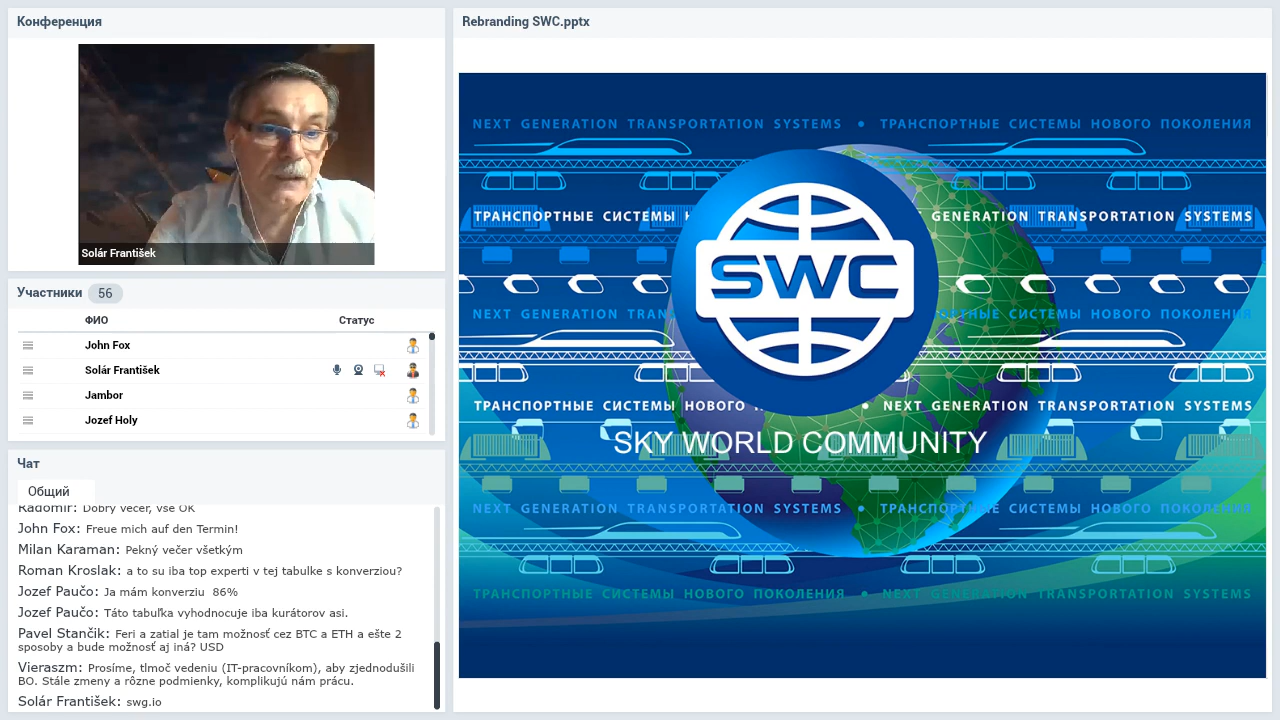 Конференция
Solár František
Участники 56
ФИО Статус
John Fox
Solár František
Jambor
Jozef Holy
Чат
Общий
Radomir: Dobrý večer, vše OK
John Fox: Freue mich auf den Termin!
Milan Karaman: Pekný večer všetkým
Roman Kroslak: a to su iba top experti v tej tabulke s konverziou?
Jozef Paučo: Ja mám konverziu 86%
Jozef Paučo: Táto tabuľka vyhodnocuje iba kurátorov asi.
Pavel Stančik: Feri a zatial je tam možnosť cez BTC a ETH a ešte 2
sposoby a bude možnosť aj iná? USD
Vieraszm: Prosíme, tlmoč vedeniu (IT-pracovníkom), aby zjednodušili
BO. Stále zmeny a rôzne podmienky, komplikujú nám prácu.
Solár František: swg.io
Rebranding SWC.pptx
NEXT GENERATION TRANSPORTATION SYSTEMS • ТРАНСПОРТНЫЕ СИСТЕМЫ НОВОГО ПОКОЛЕНИЯ
ТРАНСПОРТНЫЕ СИСТЕМЫ GENERATION TRANSPORTATION SYSTEMS
SWC
NEXT GENERATION СИСТЕМЫ НОВОГО ПОКОЛЕНИЯ
ТРАНСПОРТНЫЕ СИСТЕМЫ НОВОГО • NEXT GENERATION TRANSPORTATION SYSTEMS
SKY WORLD COMMUNITY
NEXT GENERATION TRANSPORTATION SYSTEMS • ТРАНСПОРТНЫЕ СИСТЕМЫ НОВОГО ПОКОЛЕНИЯ
ТРАНСПОРТНЫЕ СИСТЕМЫ НОВОГО ПОКОЛЕНИЯ • NEXT GENERATION TRANSPORTATION SYSTEMS